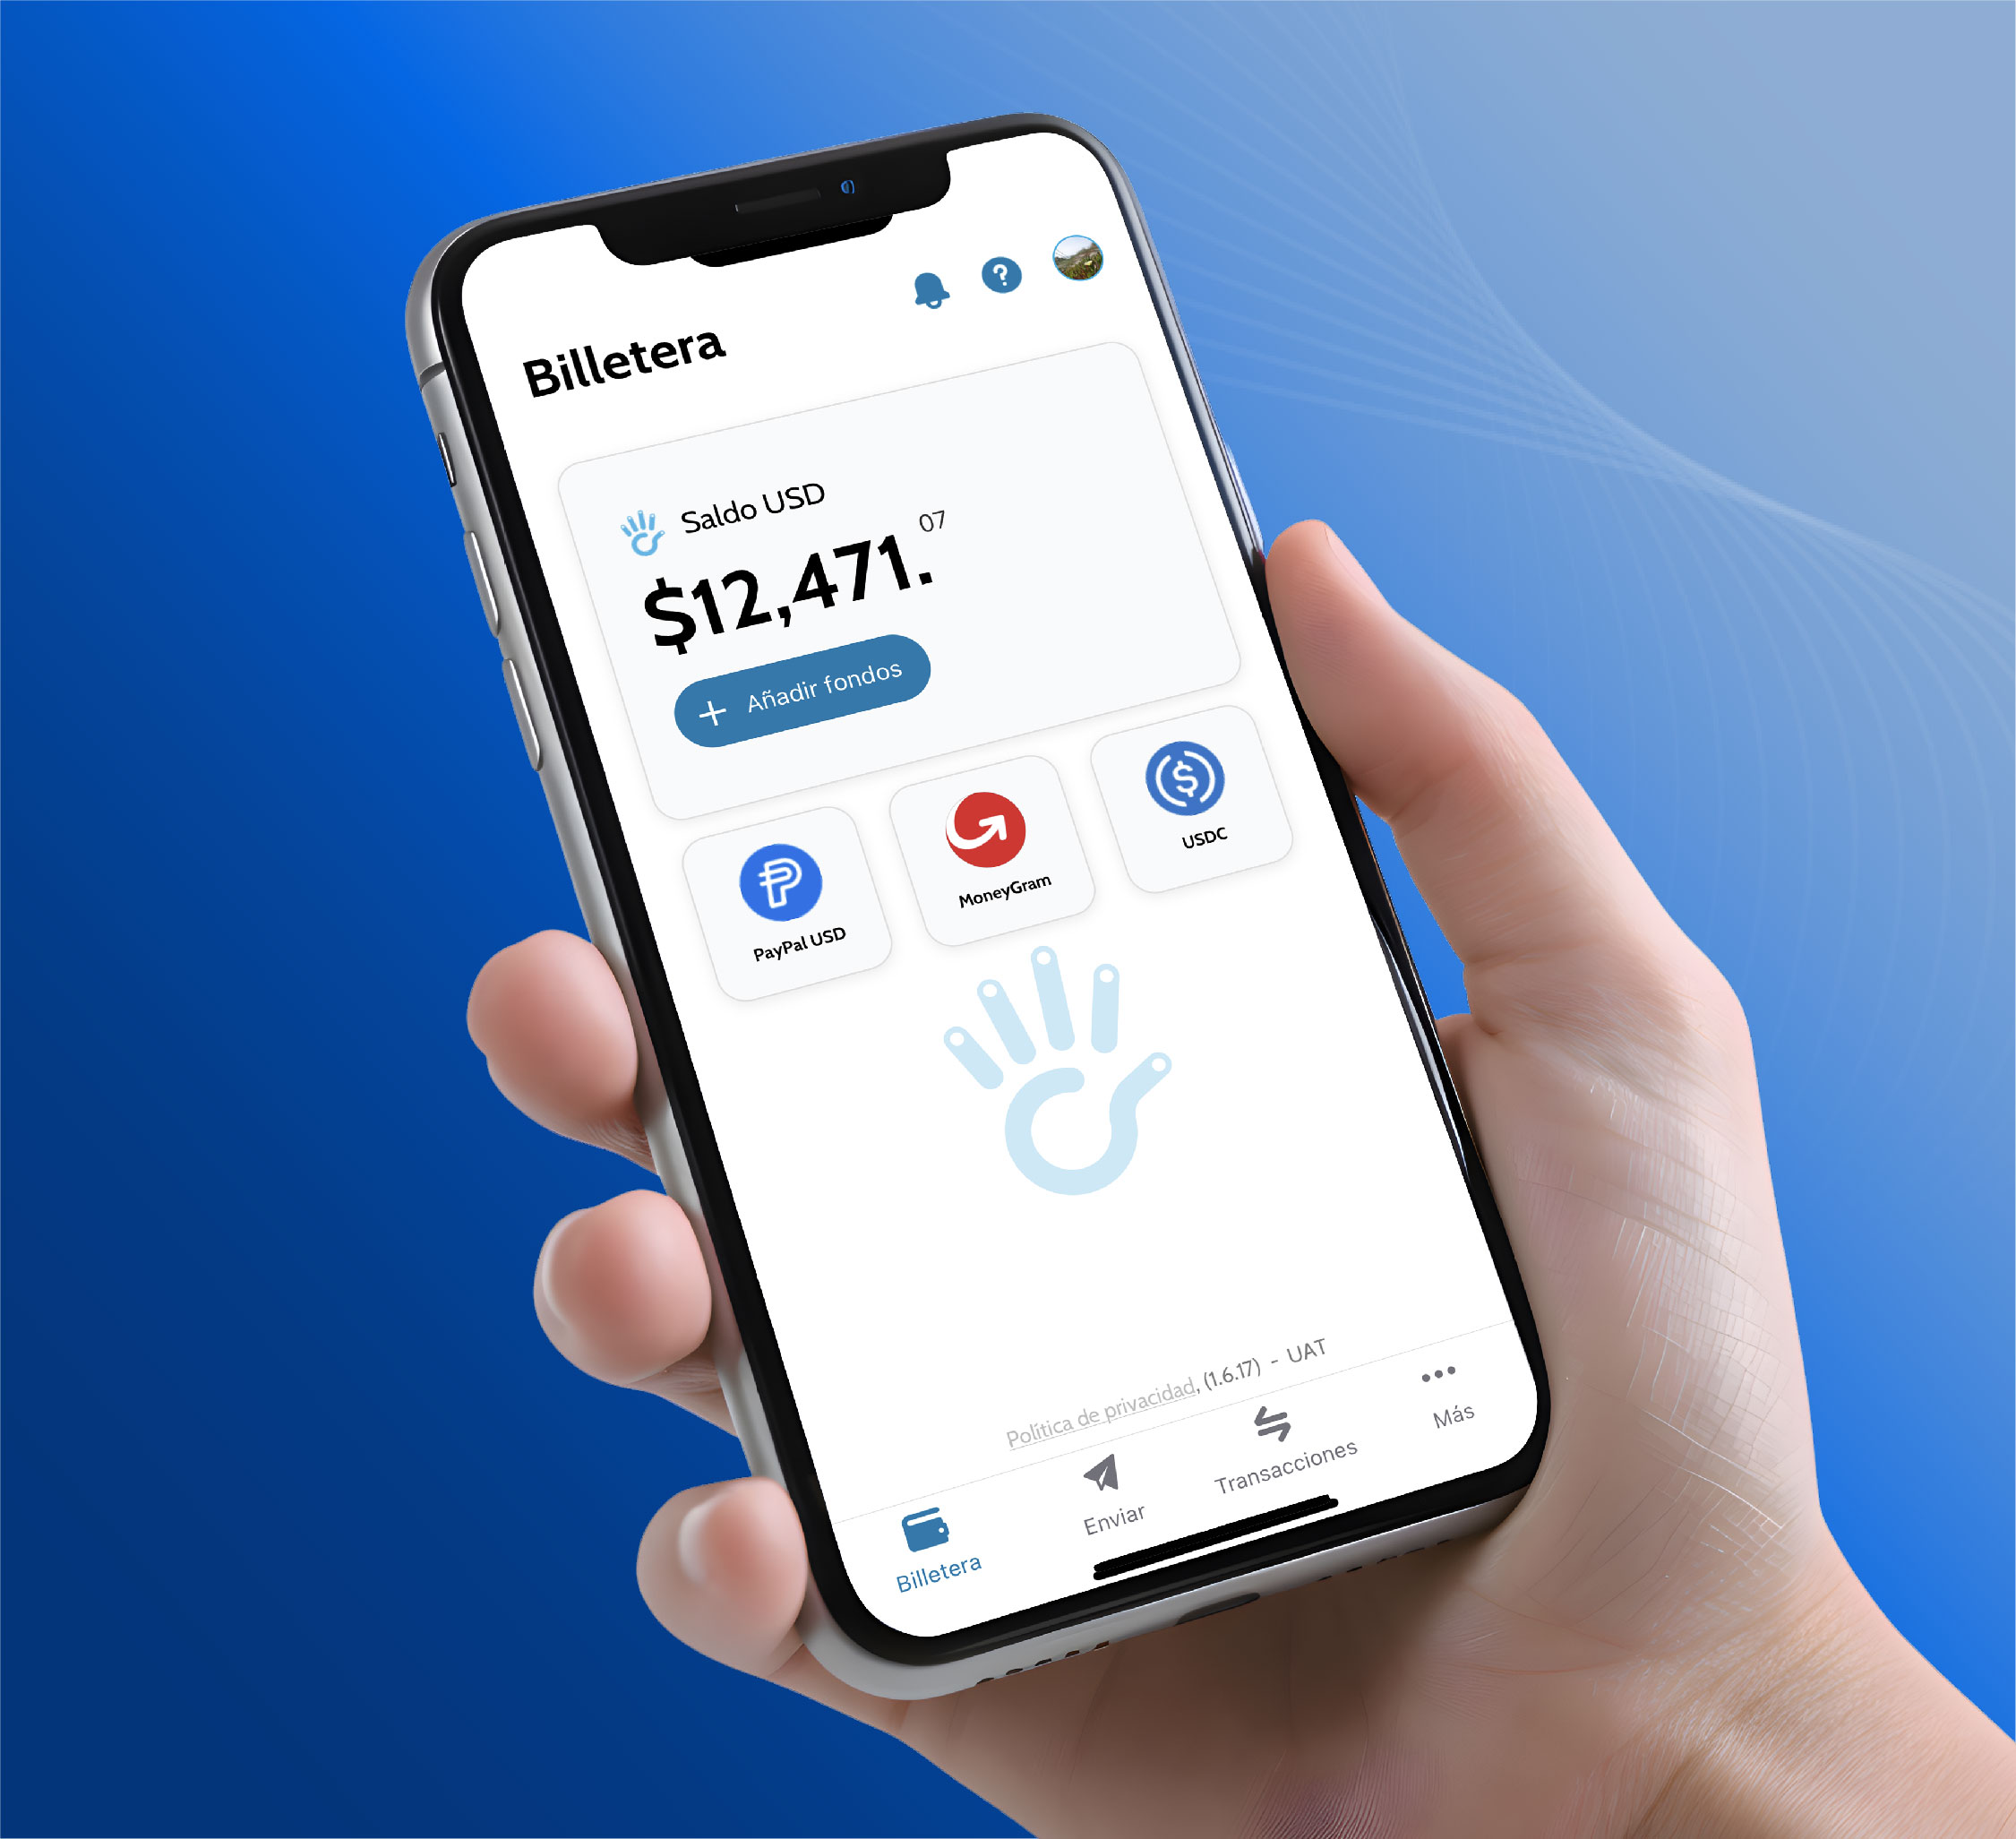 Billetera
Saldo USD
$12,471.07
+ Añadir fondos
PayPal USD
MoneyGram
USDC
Política de privacidad, (1.6.17) - UAT
Billetera
Enviar
Transacciones
Más